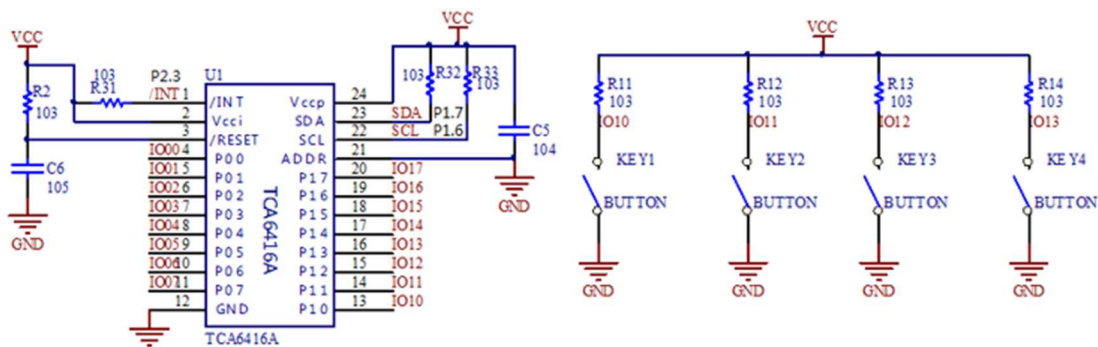 VCC
R2
103
C6
105
GND
103
R31
P2.3
/INT
U1
1 /INT
2 Vcci
3 /RESET
IO00 4 P00
IO01 5 P01
IO02 6 P02
IO03 7 P03
IO04 8 P04
IO05 9 P05
IO06 10 P06
IO07 11 P07
12 GND
TCA6416A
TCA6416A
Vccp 24
SDA 23 SDA P1.7
SCL 22 SCL P1.6
ADDR 21
P17 20 IO17
P16 19 IO16
P15 18 IO15
P14 17 IO14
P13 16 IO13
P12 15 IO12
P11 14 IO11
P10 13 IO10
VCC
103
R32
R33
103
C5
104
GND
VCC
R11
103
IO10
KEY1
BUTTON
GND
R12
103
IO11
KEY2
BUTTON
GND
R13
103
IO12
KEY3
BUTTON
GND
R14
103
IO13
KEY4
BUTTON
GND